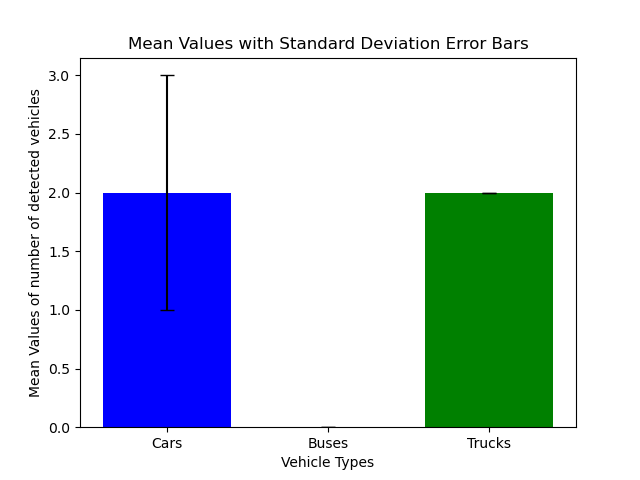 Mean Values with Standard Deviation Error Bars
Mean Values of number of detected vehicles
3.0
2.5
2.0
1.5
1.0
0.5
0.0
Cars Buses Trucks
Vehicle Types